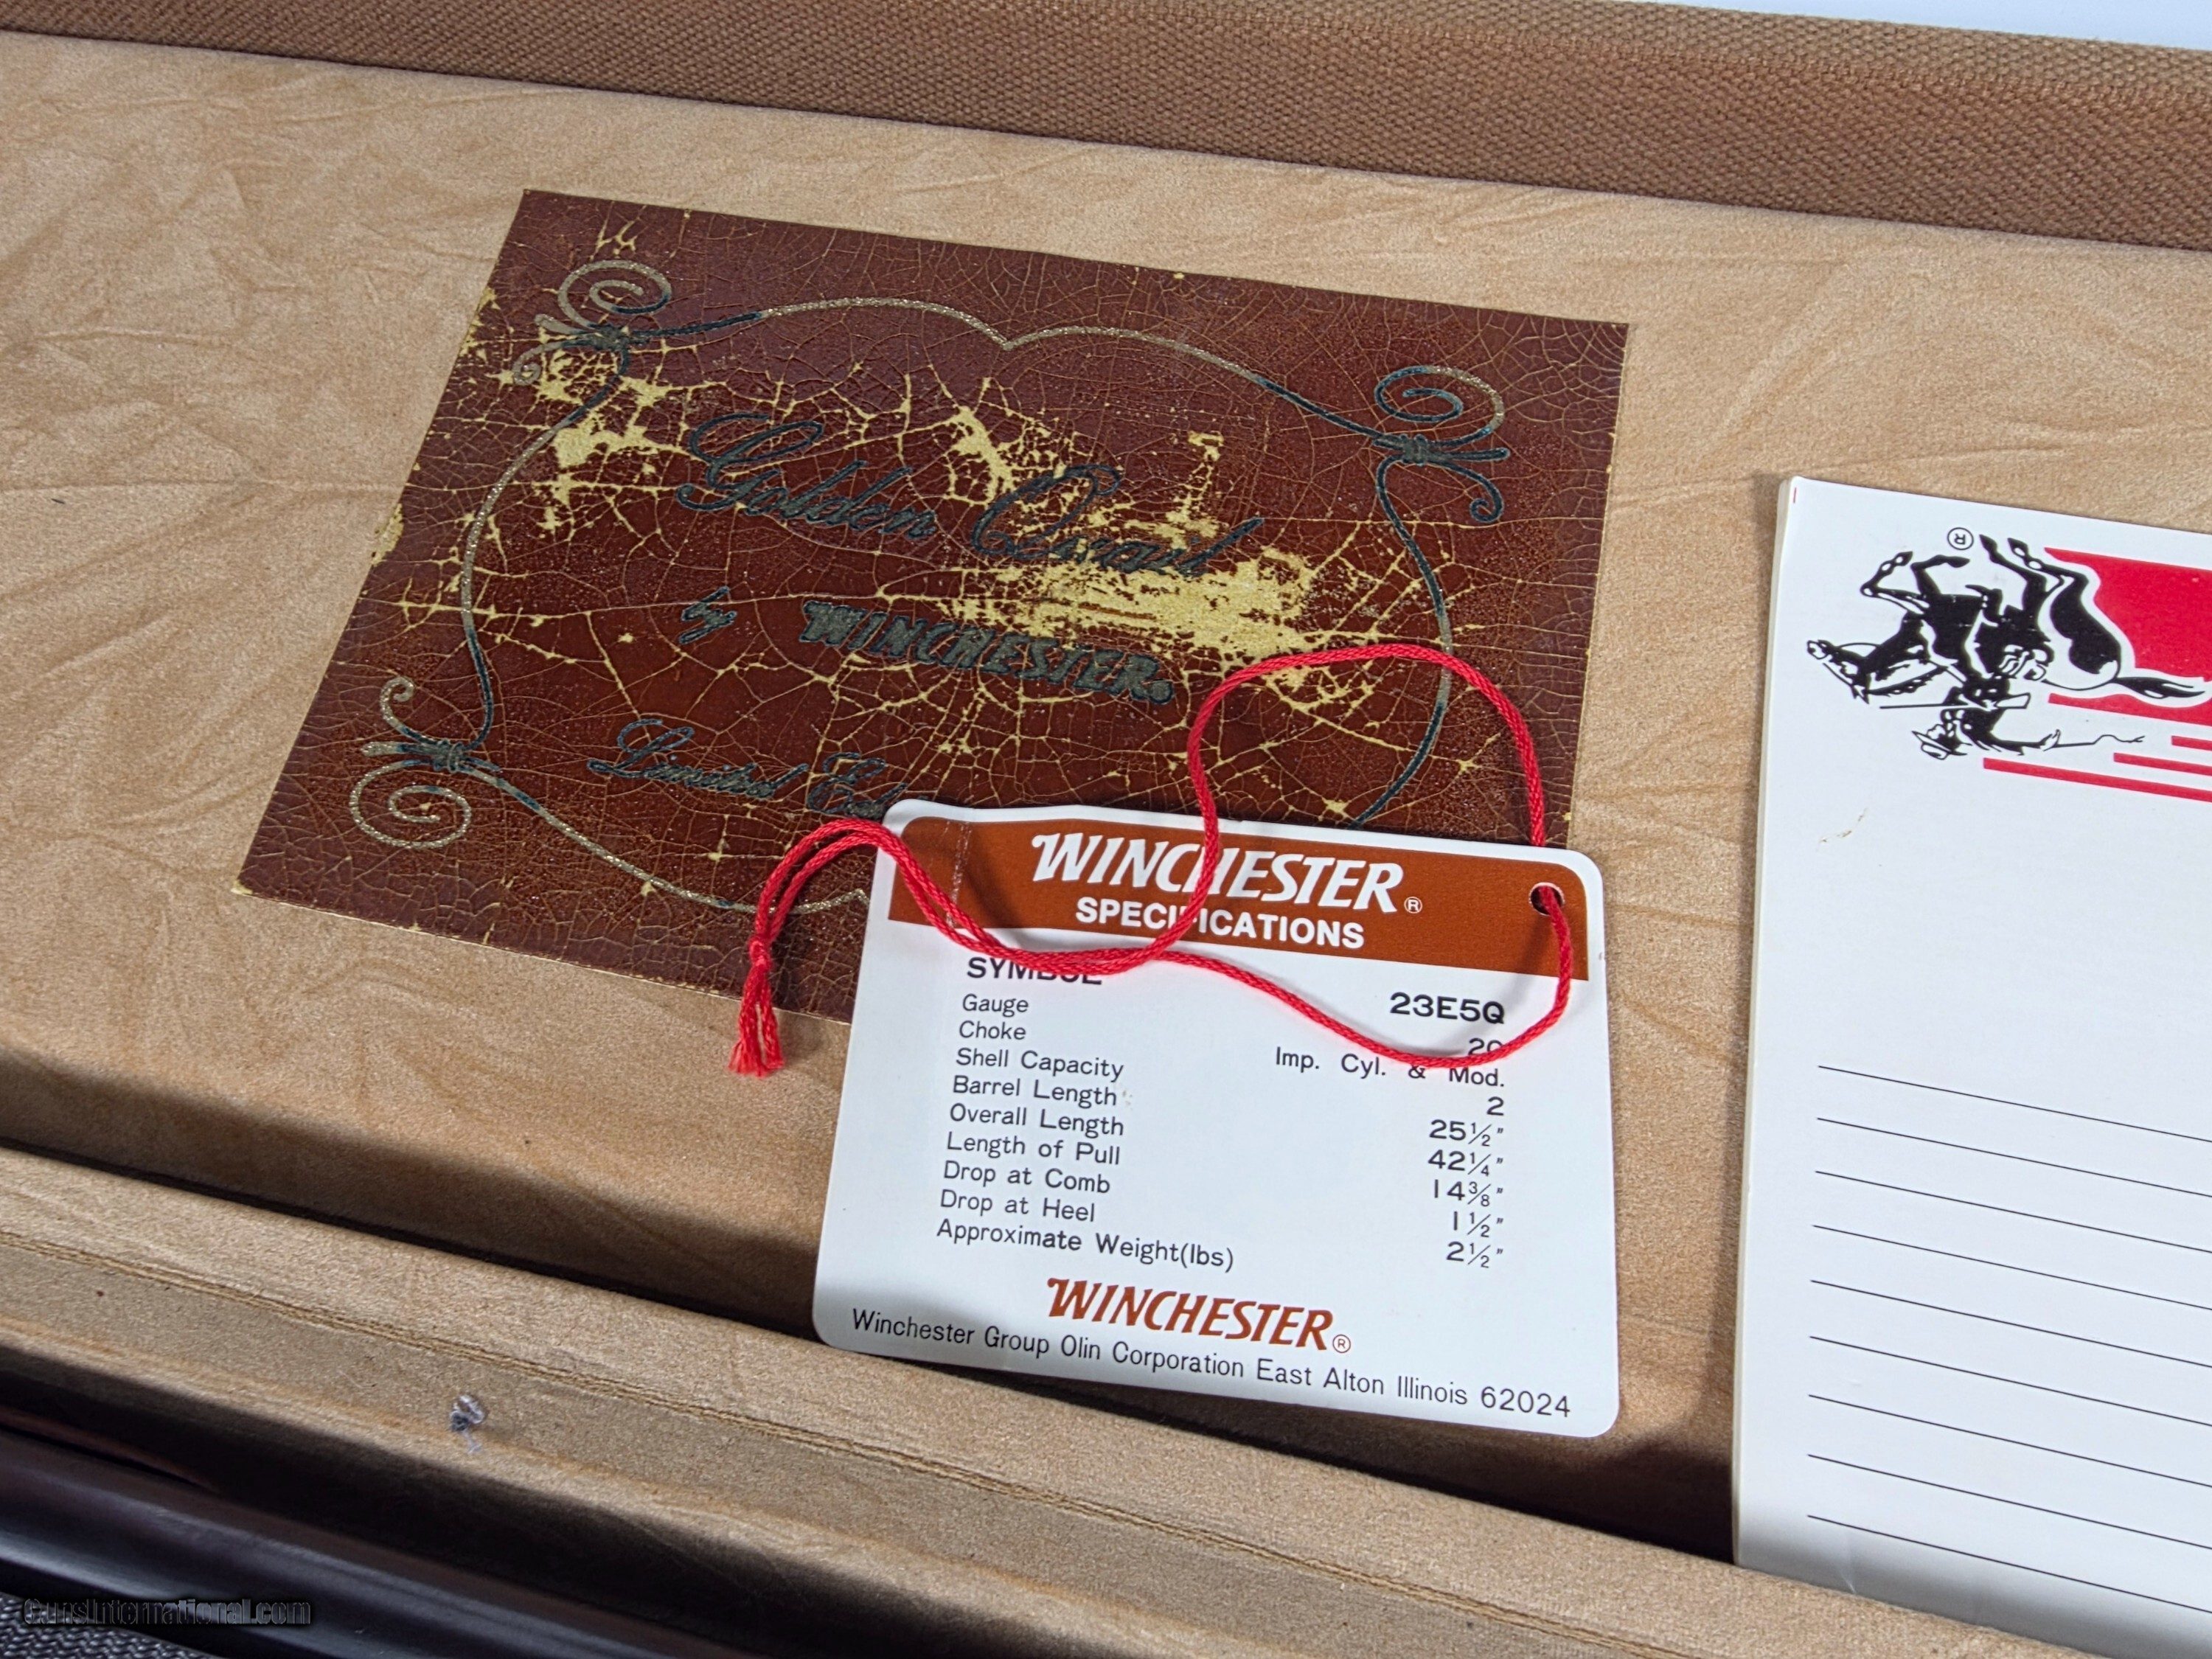 Golden Quail
by WINCHESTER®
Limited
WINCHESTER®
SPECIFICATIONS
SYMBOL 23E5Q
Gauge 20
Choke Imp. Cyl. & Mod.
Shell Capacity 2
Barrel Length 25½"
Overall Length 42¼"
Length of Pull 14⅜"
Drop at Comb 1½"
Drop at Heel 2½"
Approximate Weight(lbs)
WINCHESTER®
Winchester Group Olin Corporation East Alton Illinois 62024
®
GunsInternational.com